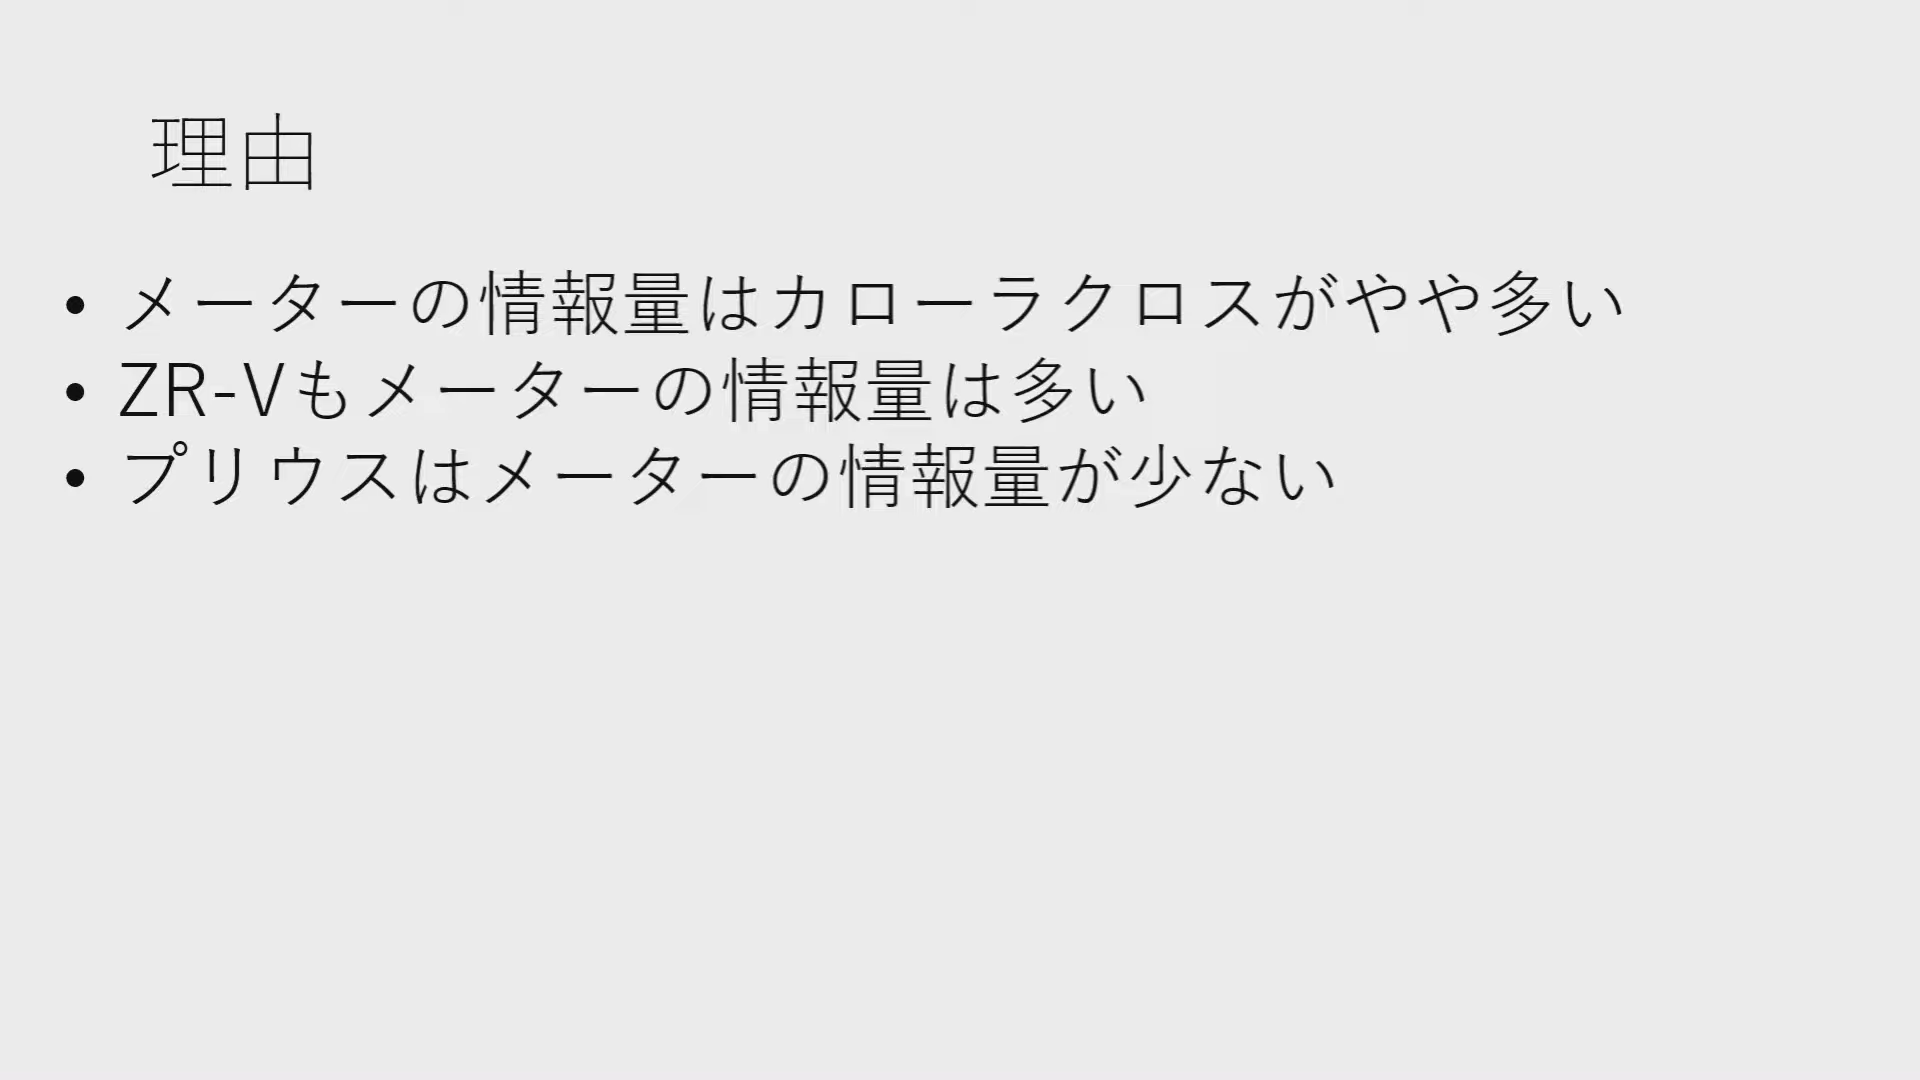 理由
• メーターの情報量はカローラクロスがやや多い
• ZR-Vもメーターの情報量は多い
• プリウスはメーターの情報量が少ない